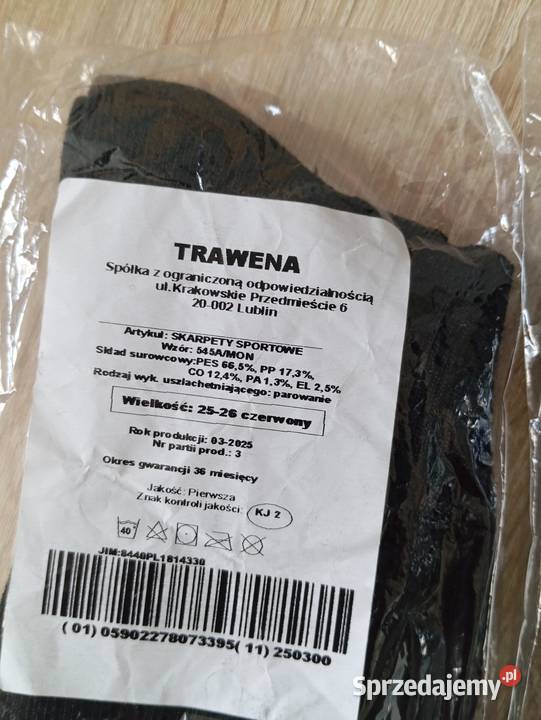 TRAWENA
Spółka z ograniczoną odpowiedzialnością
ul.Krakowskie Przedmieście 6
20-002 Lublin
Artykuł: SKARPETY SPORTOWE
Wzór: 545A/MON
Skład surowcowy:PES 66,5%, PP 17,3%,
CO 12,4%, PA 1,3%, EL 2,5%
Rodzaj wyk. uszlachetniającego: parowanie
Wielkość: 25-26 czerwony
Rok produkcji: 03-2025
Nr partii prod.: 3
Okres gwarancji 36 miesięcy
Jakość: Pierwsza
Znak kontroli jakości: KJ 2
40
JIM:8440PL1814330
(01) 05902278073395(11) 250300
Sprzedajemy.pl